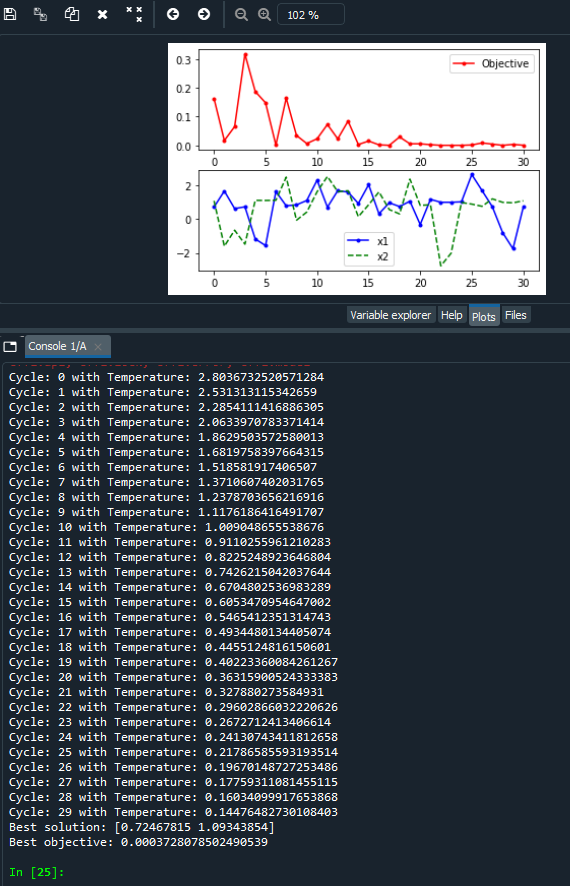 102 %
Objective
0.3
0.2
0.1
0.0
0 5 10 15 20 25 30
2
0
−2
x1
x2
0 5 10 15 20 25 30
Variable explorer Help Plots Files
Console 1/A
Cycle: 0 with Temperature: 2.8036732520571284
Cycle: 1 with Temperature: 2.531313115342659
Cycle: 2 with Temperature: 2.2854111416886305
Cycle: 3 with Temperature: 2.0633970783371414
Cycle: 4 with Temperature: 1.8629503572580013
Cycle: 5 with Temperature: 1.6819758397664315
Cycle: 6 with Temperature: 1.518581917406507
Cycle: 7 with Temperature: 1.3710607402031765
Cycle: 8 with Temperature: 1.2378703656216916
Cycle: 9 with Temperature: 1.1176186416491707
Cycle: 10 with Temperature: 1.009048655538676
Cycle: 11 with Temperature: 0.9110255961210283
Cycle: 12 with Temperature: 0.8225248923646804
Cycle: 13 with Temperature: 0.7426215042037644
Cycle: 14 with Temperature: 0.6704802536983289
Cycle: 15 with Temperature: 0.6053470954647002
Cycle: 16 with Temperature: 0.5465412351314743
Cycle: 17 with Temperature: 0.4934480134405074
Cycle: 18 with Temperature: 0.4455124816150601
Cycle: 19 with Temperature: 0.40223360084261267
Cycle: 20 with Temperature: 0.36315900524333383
Cycle: 21 with Temperature: 0.327880273584931
Cycle: 22 with Temperature: 0.29602866032220626
Cycle: 23 with Temperature: 0.2672712413406614
Cycle: 24 with Temperature: 0.24130743411812658
Cycle: 25 with Temperature: 0.21786585593193514
Cycle: 26 with Temperature: 0.19670148727253486
Cycle: 27 with Temperature: 0.17759311081455115
Cycle: 28 with Temperature: 0.16034099917653868
Cycle: 29 with Temperature: 0.14476482730108403
Best solution: [0.72467815 1.09343854]
Best objective: 0.0003728078502490539
In [25]: